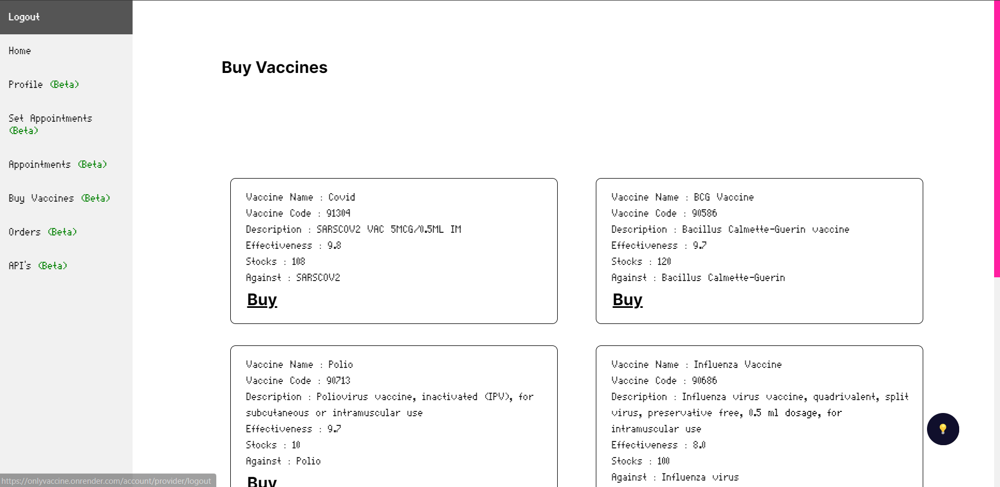 Logout
Home
Profile (Beta)
Set Appointments
(Beta)
Appointments (Beta)
Buy Vaccines (Beta)
Orders (Beta)
API's (Beta)
Buy Vaccines
Vaccine Name : Covid
Vaccine Code : 91304
Description : SARSCOV2 VAC 5MCG/0.5ML IM
Effectiveness : 9.8
Stocks : 108
Against : SARSCOV2
Buy
Vaccine Name : BCG Vaccine
Vaccine Code : 90586
Description : Bacillus Calmette-Guerin vaccine
Effectiveness : 9.7
Stocks : 120
Against : Bacillus Calmette-Guerin
Buy
Vaccine Name : Polio
Vaccine Code : 90713
Description : Poliovirus vaccine, inactivated (IPV), for
subcutaneous or intramuscular use
Effectiveness : 9.7
Stocks : 10
Against : Polio
Buy
Vaccine Name : Influenza Vaccine
Vaccine Code : 90686
Description : Influenza virus vaccine, quadrivalent, split
virus, preservative free, 0.5 ml dosage, for
intramuscular use
Effectiveness : 8.0
Stocks : 100
Against : Influenza virus
https://onlyvaccine.onrender.com/account/provider/logout